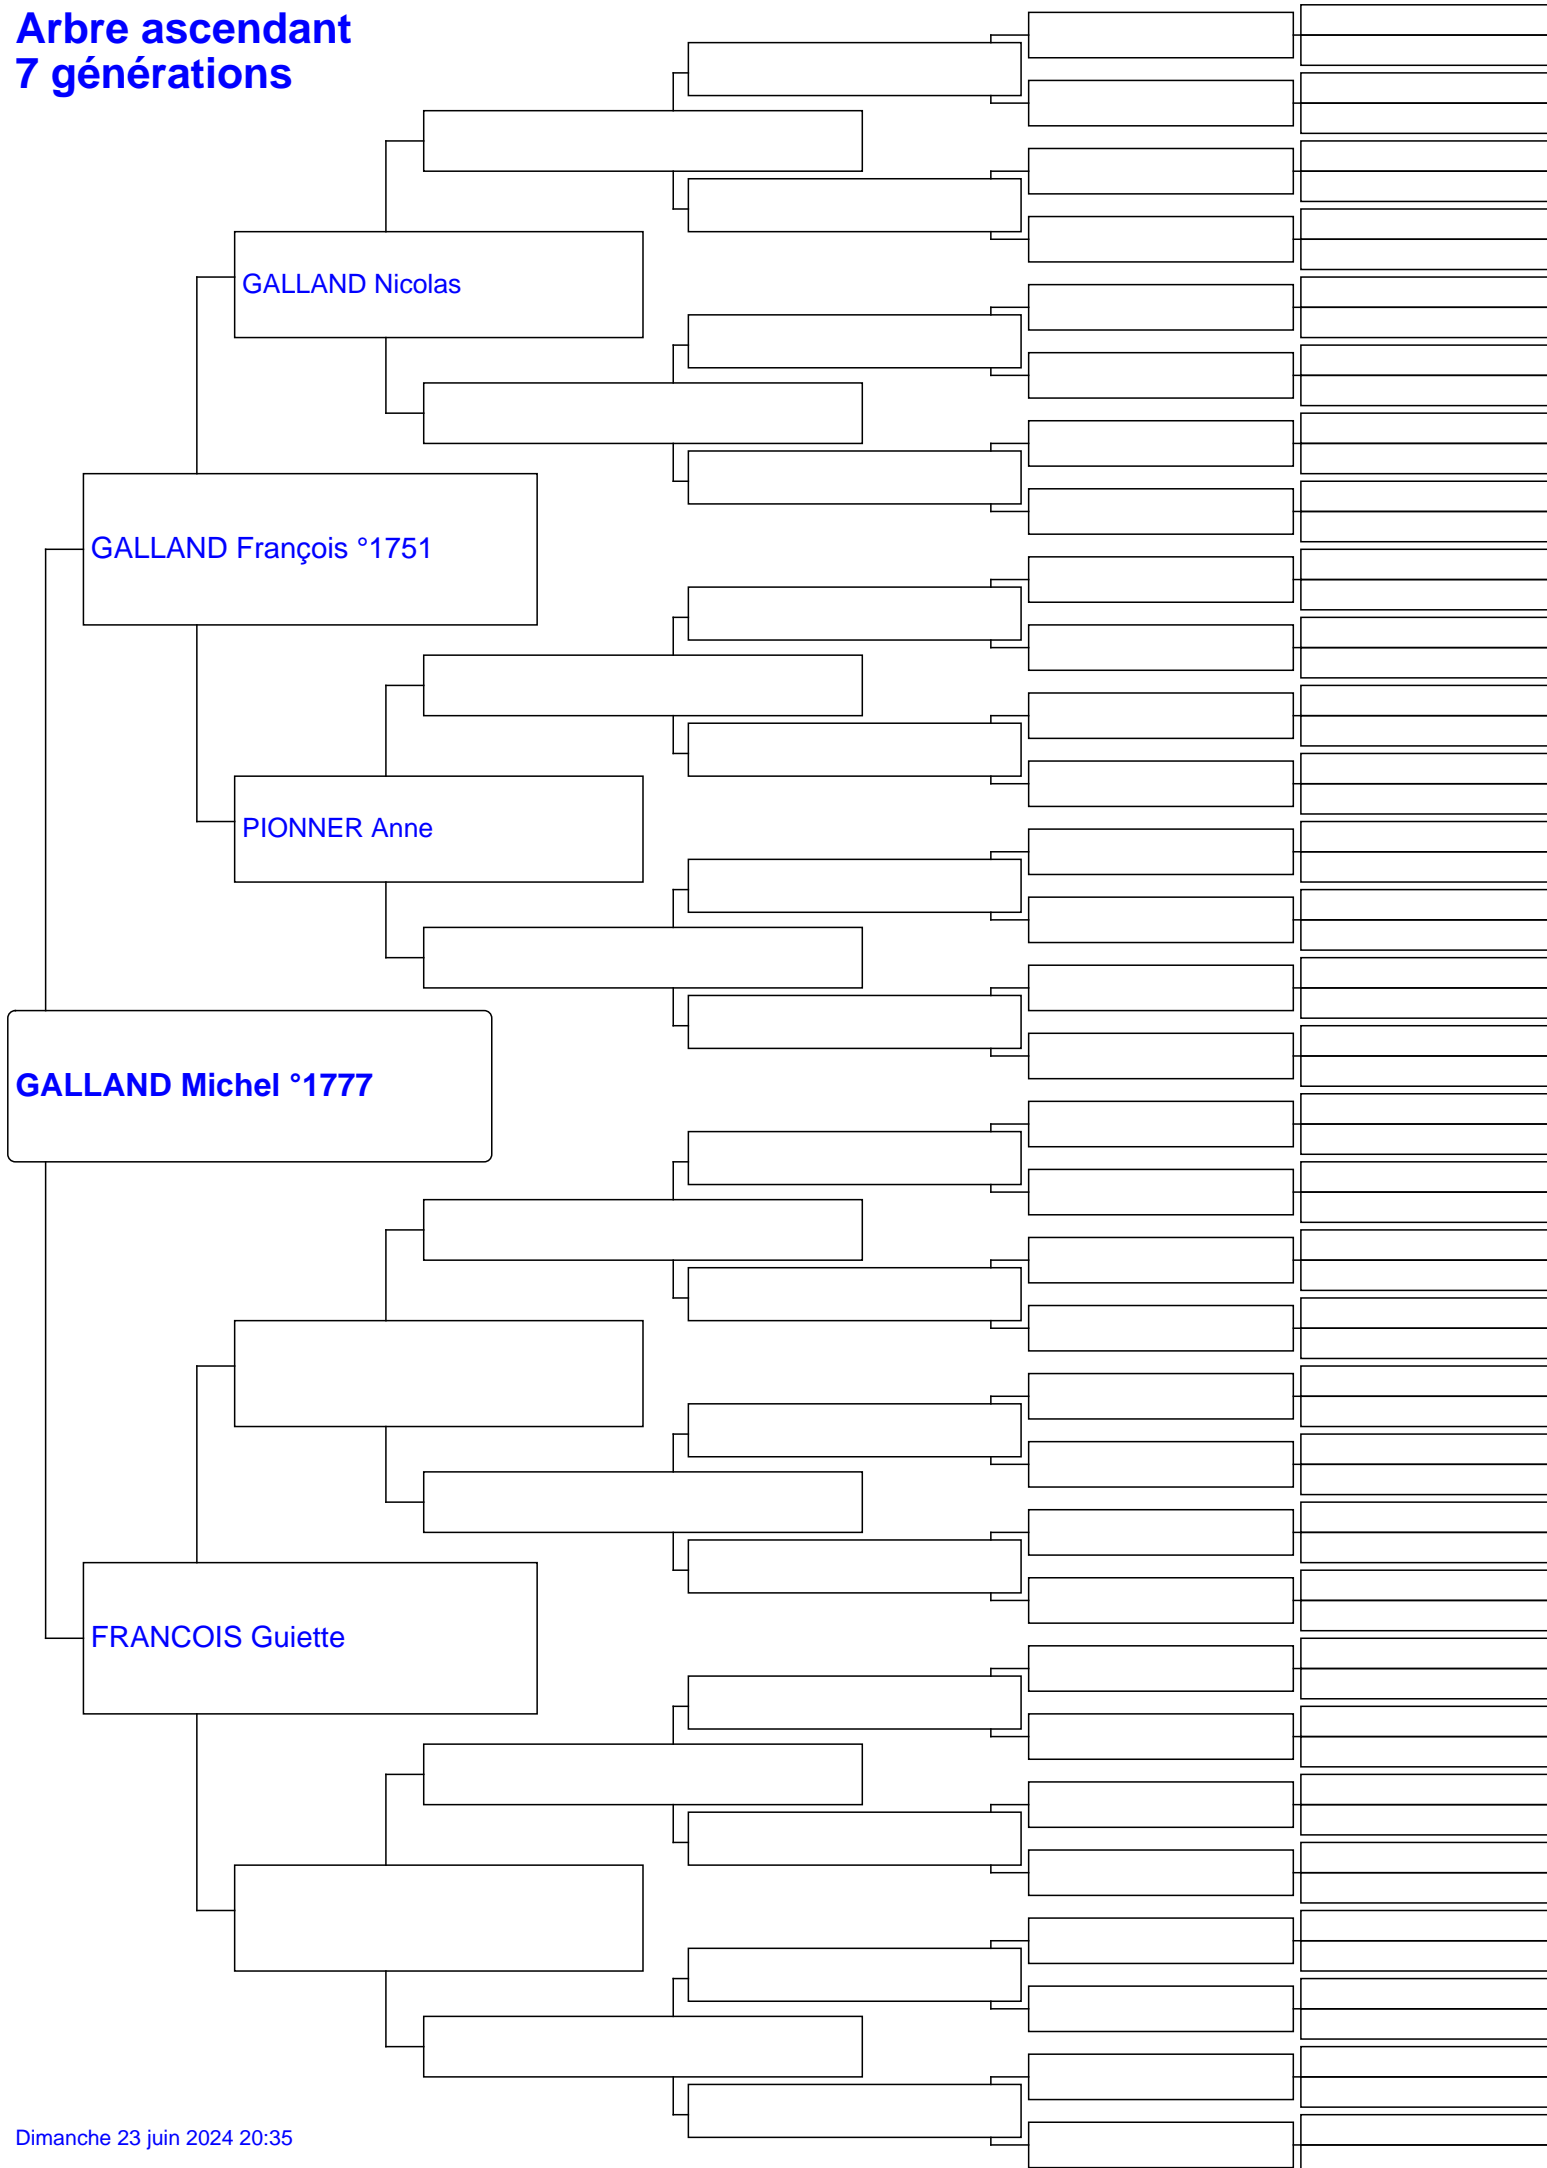 Arbre ascendant
7 générations
GALLAND Nicolas
GALLAND François °1751
PIONNER Anne
GALLAND Michel °1777
FRANCOIS Guiette
Dimanche 23 juin 2024 20:35